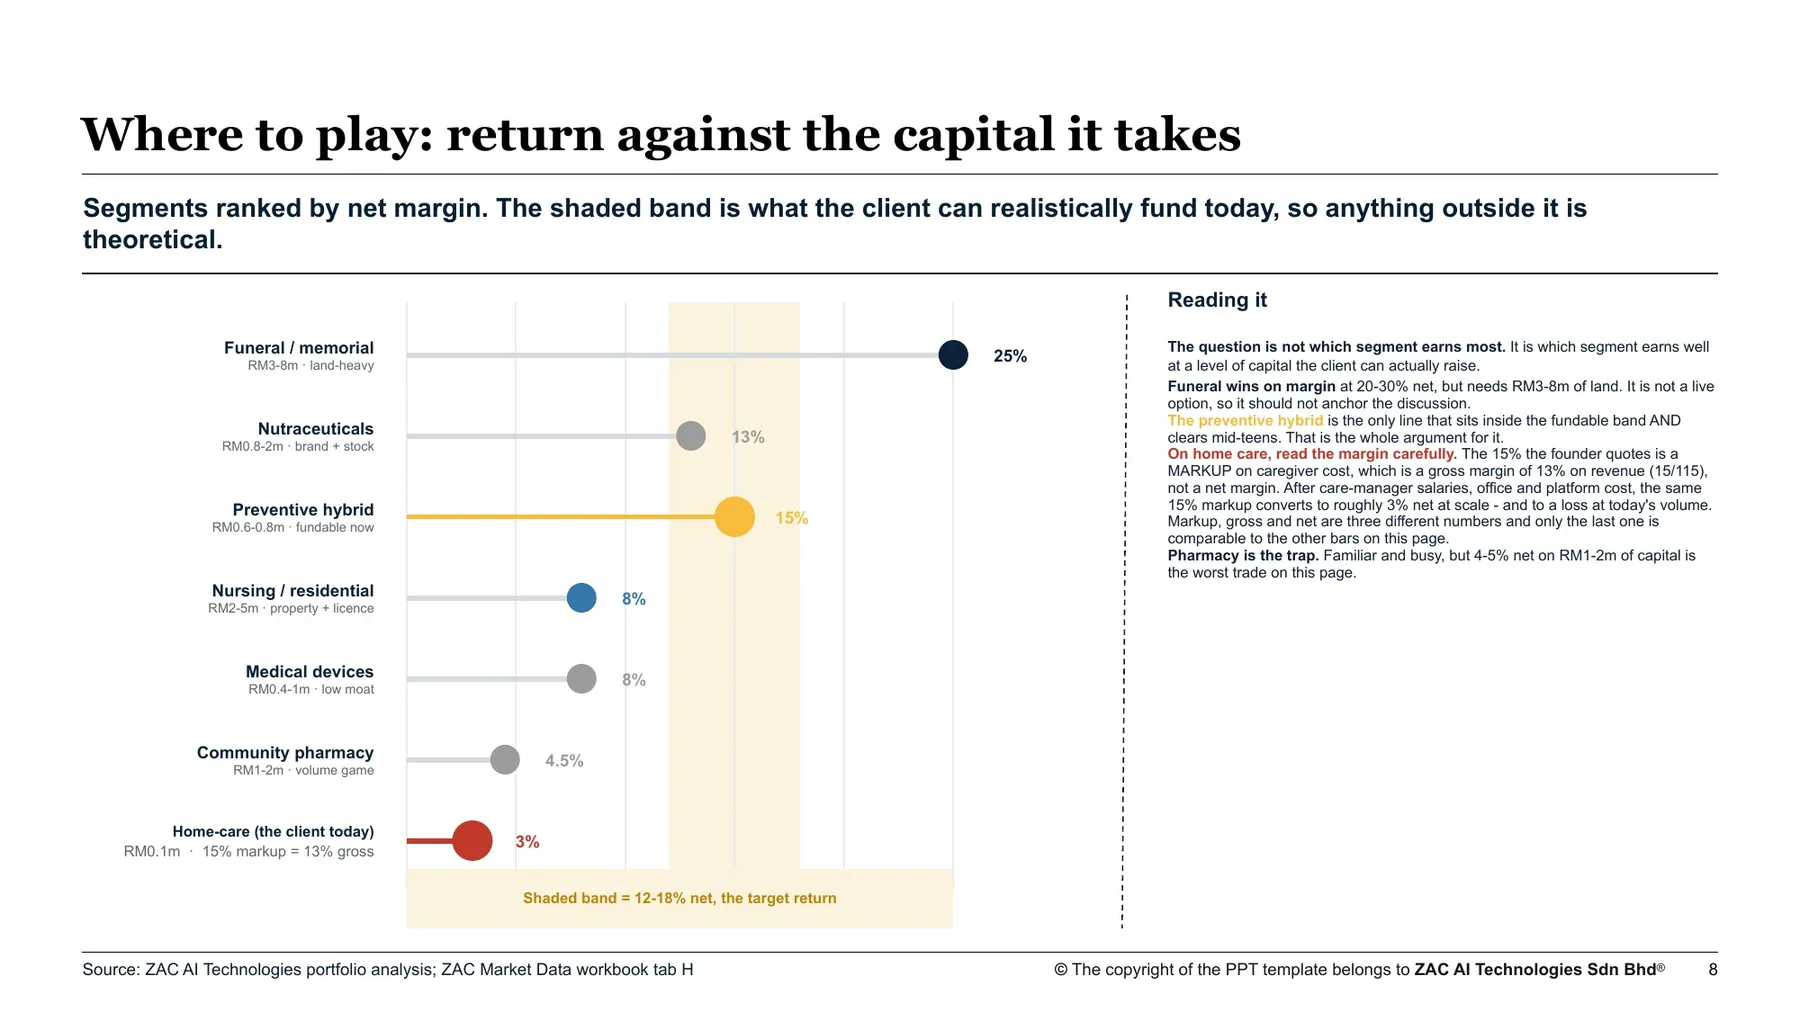 Where to play: return against the capital it takes
Segments ranked by net margin. The shaded band is what the client can realistically fund today, so anything outside it is
theoretical.
Funeral / memorial
RM3-8m · land-heavy
25%
Nutraceuticals
RM0.8-2m · brand + stock
13%
Preventive hybrid
RM0.6-0.8m · fundable now
15%
Nursing / residential
RM2-5m · property + licence
8%
Medical devices
RM0.4-1m · low moat
8%
Community pharmacy
RM1-2m · volume game
4.5%
Home-care (the client today)
RM0.1m · 15% markup = 13% gross
3%
Shaded band = 12-18% net, the target return
Reading it
The question is not which segment earns most. It is which segment earns well
at a level of capital the client can actually raise.
Funeral wins on margin at 20-30% net, but needs RM3-8m of land. It is not a live
option, so it should not anchor the discussion.
The preventive hybrid is the only line that sits inside the fundable band AND
clears mid-teens. That is the whole argument for it.
On home care, read the margin carefully. The 15% the founder quotes is a
MARKUP on caregiver cost, which is a gross margin of 13% on revenue (15/115),
not a net margin. After care-manager salaries, office and platform cost, the same
15% markup converts to roughly 3% net at scale - and to a loss at today's volume.
Markup, gross and net are three different numbers and only the last one is
comparable to the other bars on this page.
Pharmacy is the trap. Familiar and busy, but 4-5% net on RM1-2m of capital is
the worst trade on this page.
Source: ZAC AI Technologies portfolio analysis; ZAC Market Data workbook tab H
© The copyright of the PPT template belongs to ZAC AI Technologies Sdn Bhd®
8